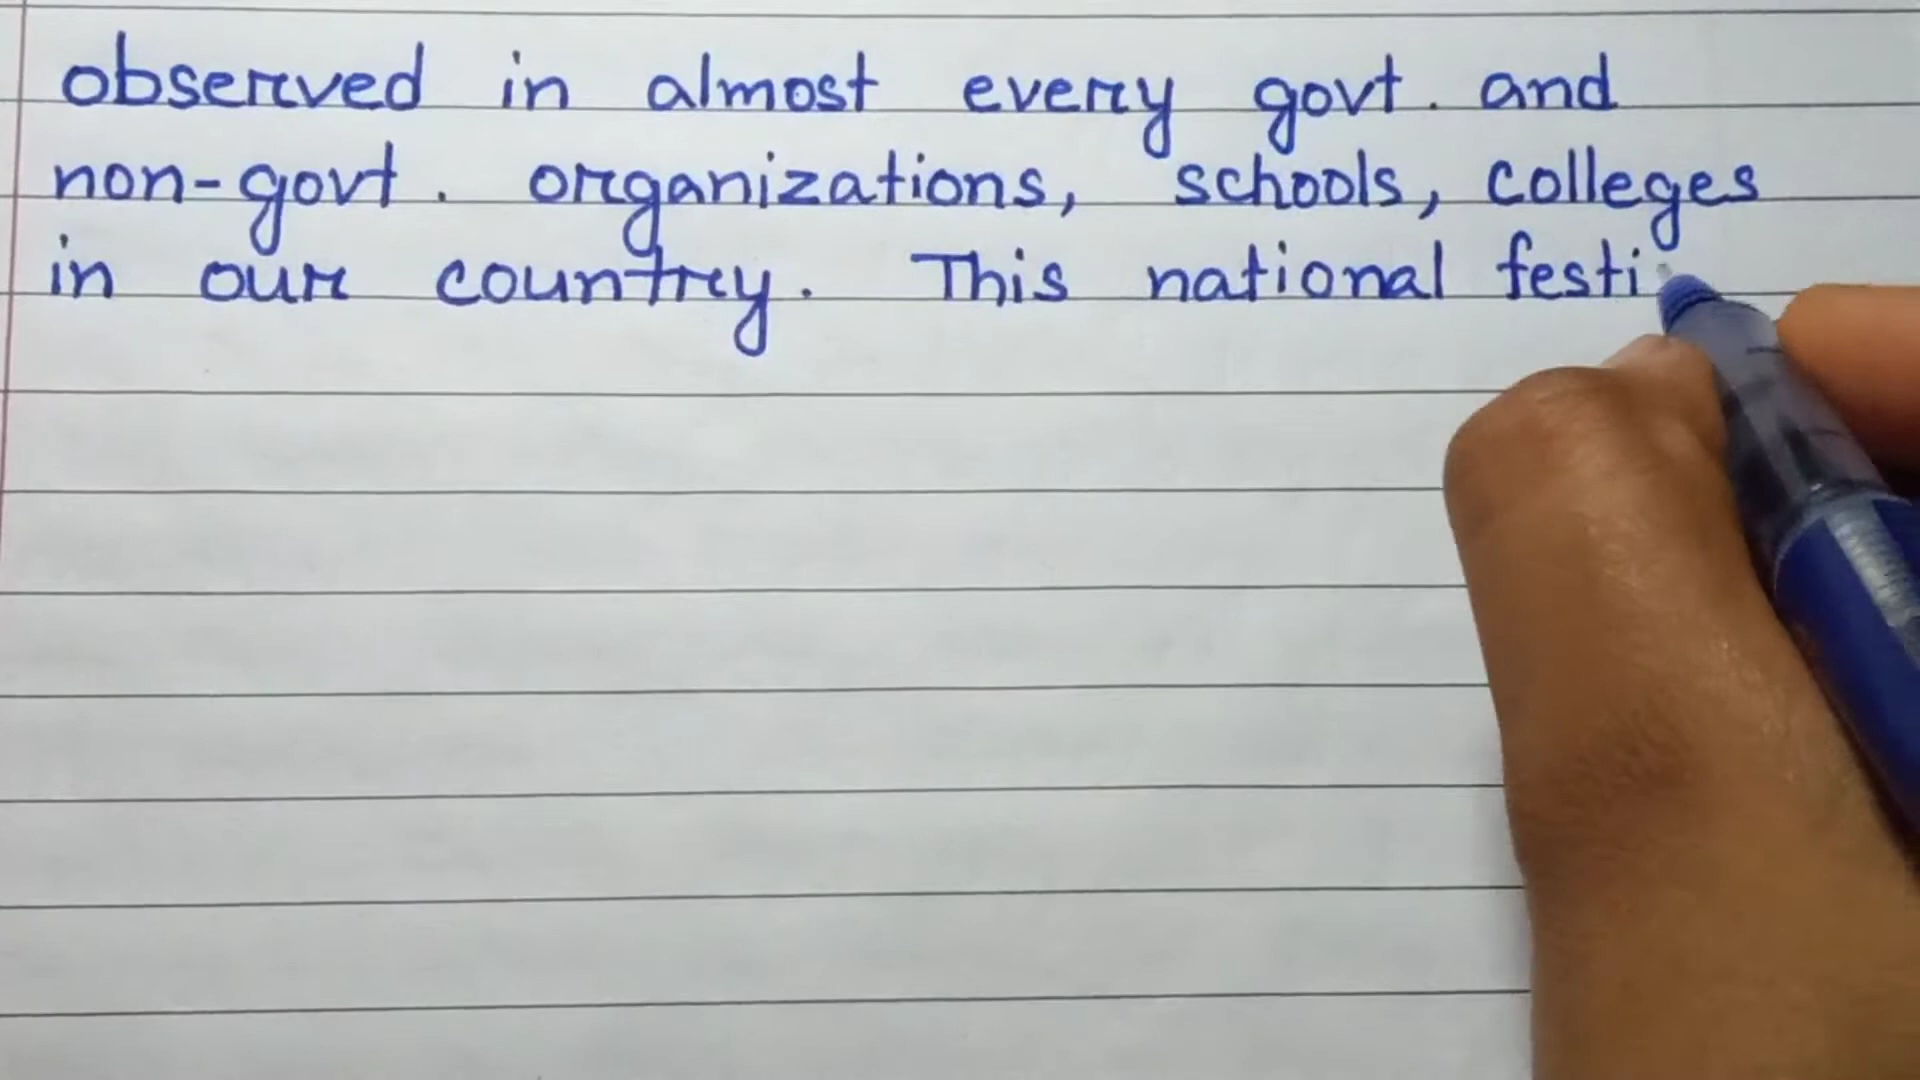 observed in almost every govt. and
non-govt. organizations, schools, colleges
in our country. This national festi